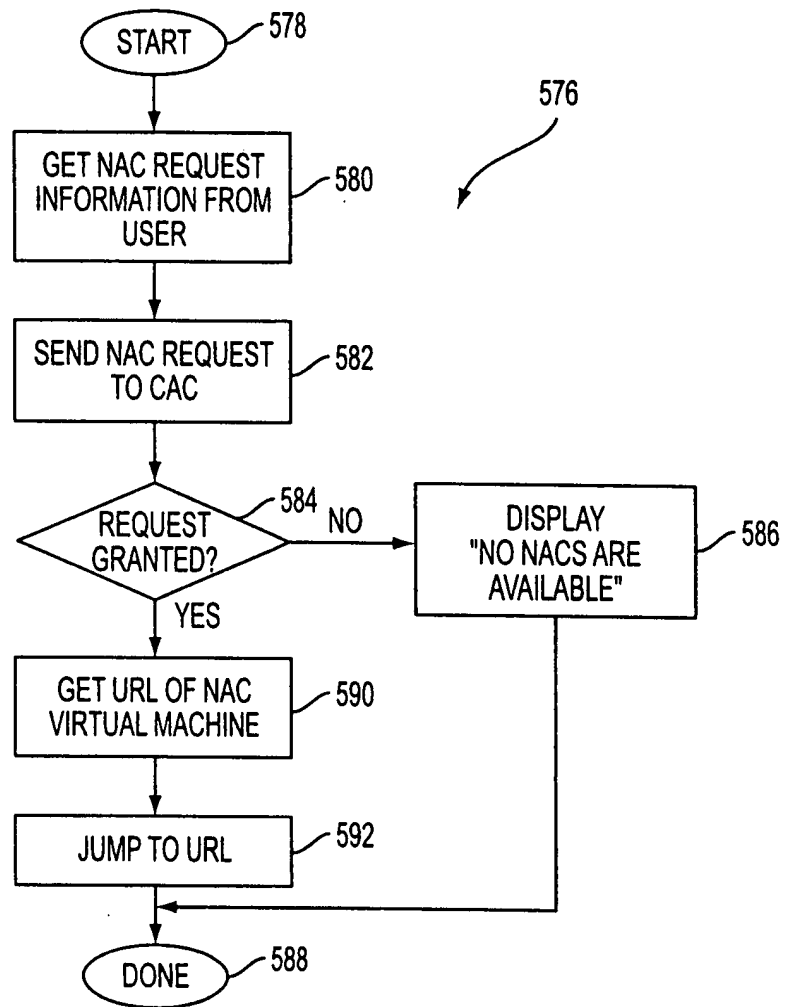 START
578
576
GET NAC REQUEST
INFORMATION FROM
USER
580
SEND NAC REQUEST
TO CAC
582
REQUEST
GRANTED?
584
NO
DISPLAY
"NO NACS ARE
AVAILABLE"
586
YES
GET URL OF NAC
VIRTUAL MACHINE
590
JUMP TO URL
592
DONE
588